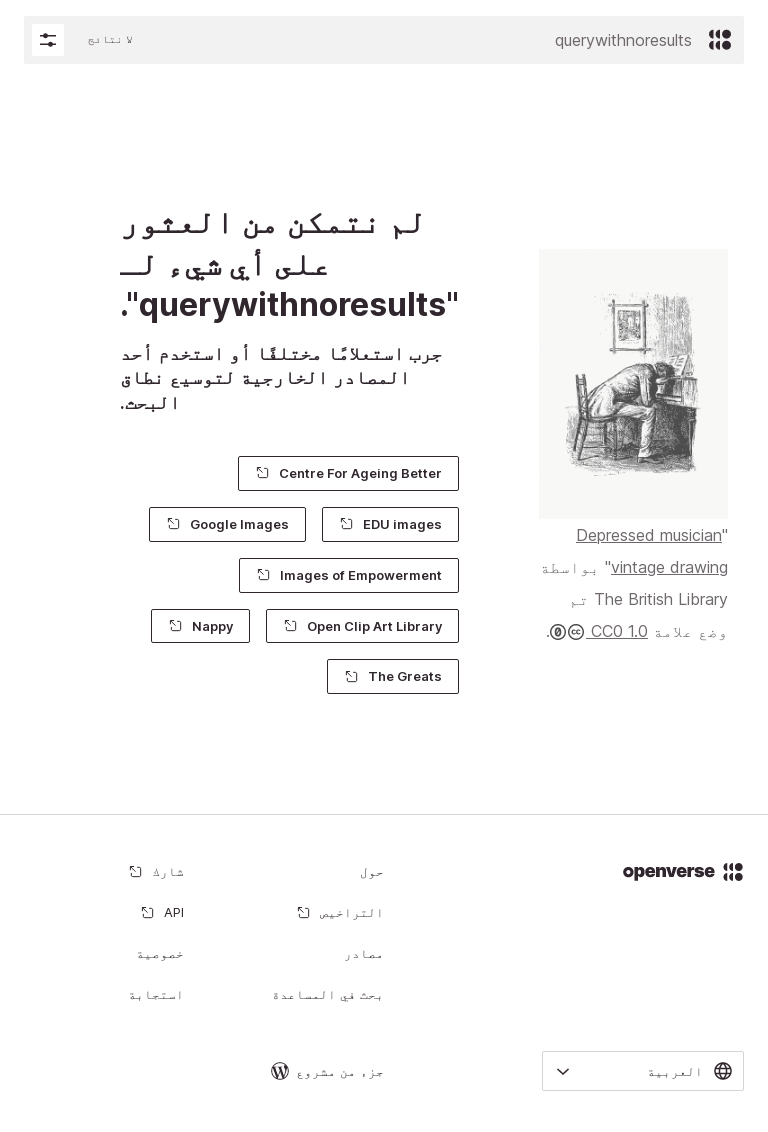 querywithnoresults
لا نتائج
لم نتمكن من العثور
على أي شيء لـ
"querywithnoresults".
جرب استعلامًا مختلفًا أو استخدم أحد
المصادر الخارجية لتوسيع نطاق
البحث.
Centre For Ageing Better
EDU images
Google Images
Images of Empowerment
Open Clip Art Library
Nappy
The Greats
"Depressed musician
vintage drawing" بواسطة
The British Library تم
وضع علامة CC0 1.0.
openverse
حول
شارك
التراخيص
API
مصادر
خصوصية
بحث في المساعدة
استجابة
العربية
جزء من مشروع